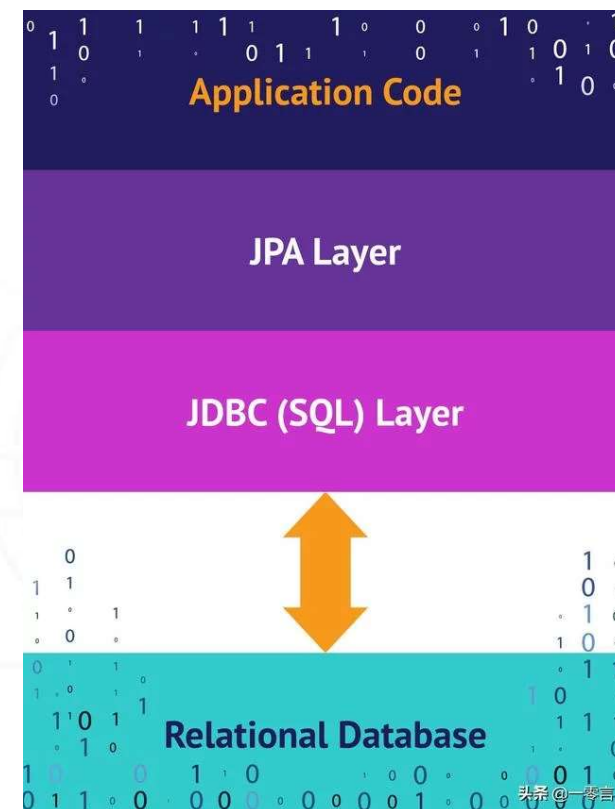 Application Code
JPA Layer
JDBC (SQL) Layer
Relational Database
头条 @一零言